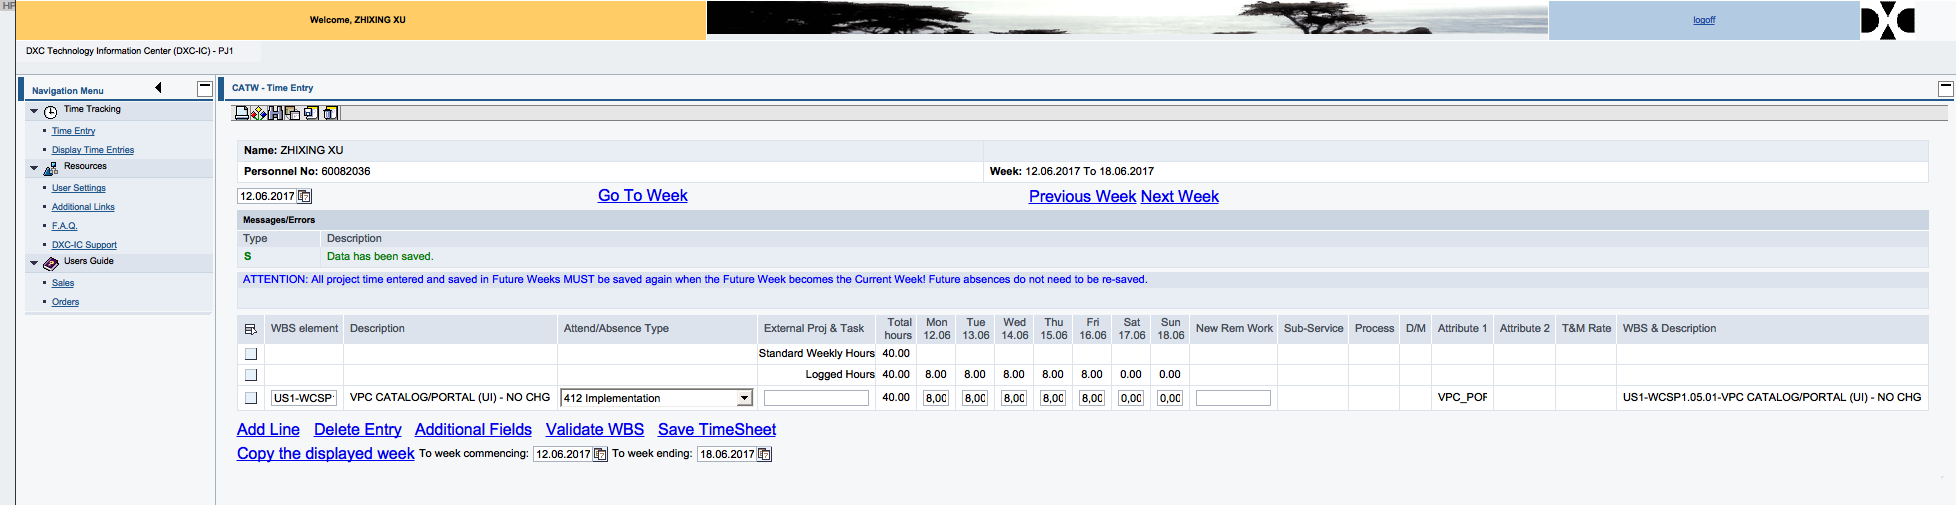 HP
Welcome, ZHIXING XU
logoff
DXC
DXC Technology Information Center (DXC-IC) - PJ1
Navigation Menu
CATW - Time Entry
Time Tracking
Time Entry
Display Time Entries
Resources
User Settings
Additional Links
F.A.Q.
DXC-IC Support
Users Guide
Sales
Orders
Name: ZHIXING XU
Personnel No: 60082036 Week: 12.06.2017 To 18.06.2017
12.06.2017 Go To Week Previous Week Next Week
Messages/Errors
Type Description
S Data has been saved.
ATTENTION: All project time entered and saved in Future Weeks MUST be saved again when the Future Week becomes the Current Week! Future absences do not need to be re-saved.
WBS element Description Attend/Absence Type External Proj & Task Total hours Mon 12.06 Tue 13.06 Wed 14.06 Thu 15.06 Fri 16.06 Sat 17.06 Sun 18.06 New Rem Work Sub-Service Process D/M Attribute 1 Attribute 2 T&M Rate WBS & Description
Standard Weekly Hours 40.00
Logged Hours 40.00 8.00 8.00 8.00 8.00 8.00 0.00 0.00
US1-WCSP VPC CATALOG/PORTAL (UI) - NO CHG 412 Implementation 40.00 8,00 8,00 8,00 8,00 8,00 0,00 0,00 VPC_POR US1-WCSP1.05.01-VPC CATALOG/PORTAL (UI) - NO CHG
Add Line Delete Entry Additional Fields Validate WBS Save TimeSheet
Copy the displayed week To week commencing: 12.06.2017 To week ending: 18.06.2017